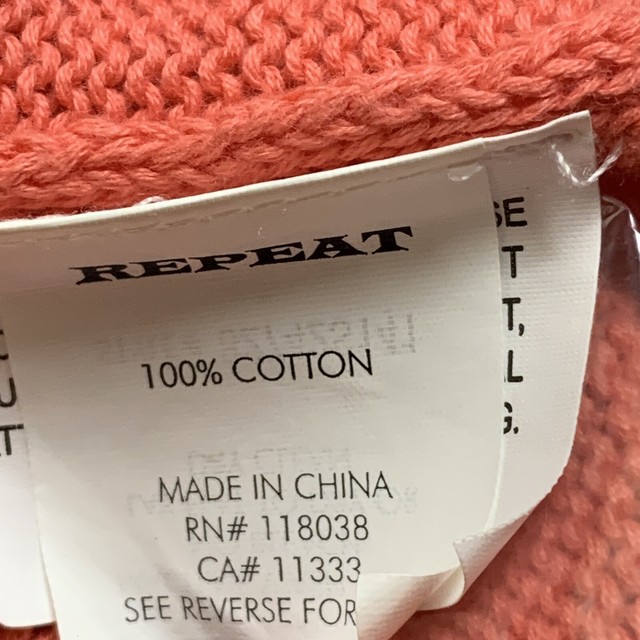 REPEAT
100% COTTON
MADE IN CHINA
RN# 118038
CA# 11333
SEE REVERSE FOR